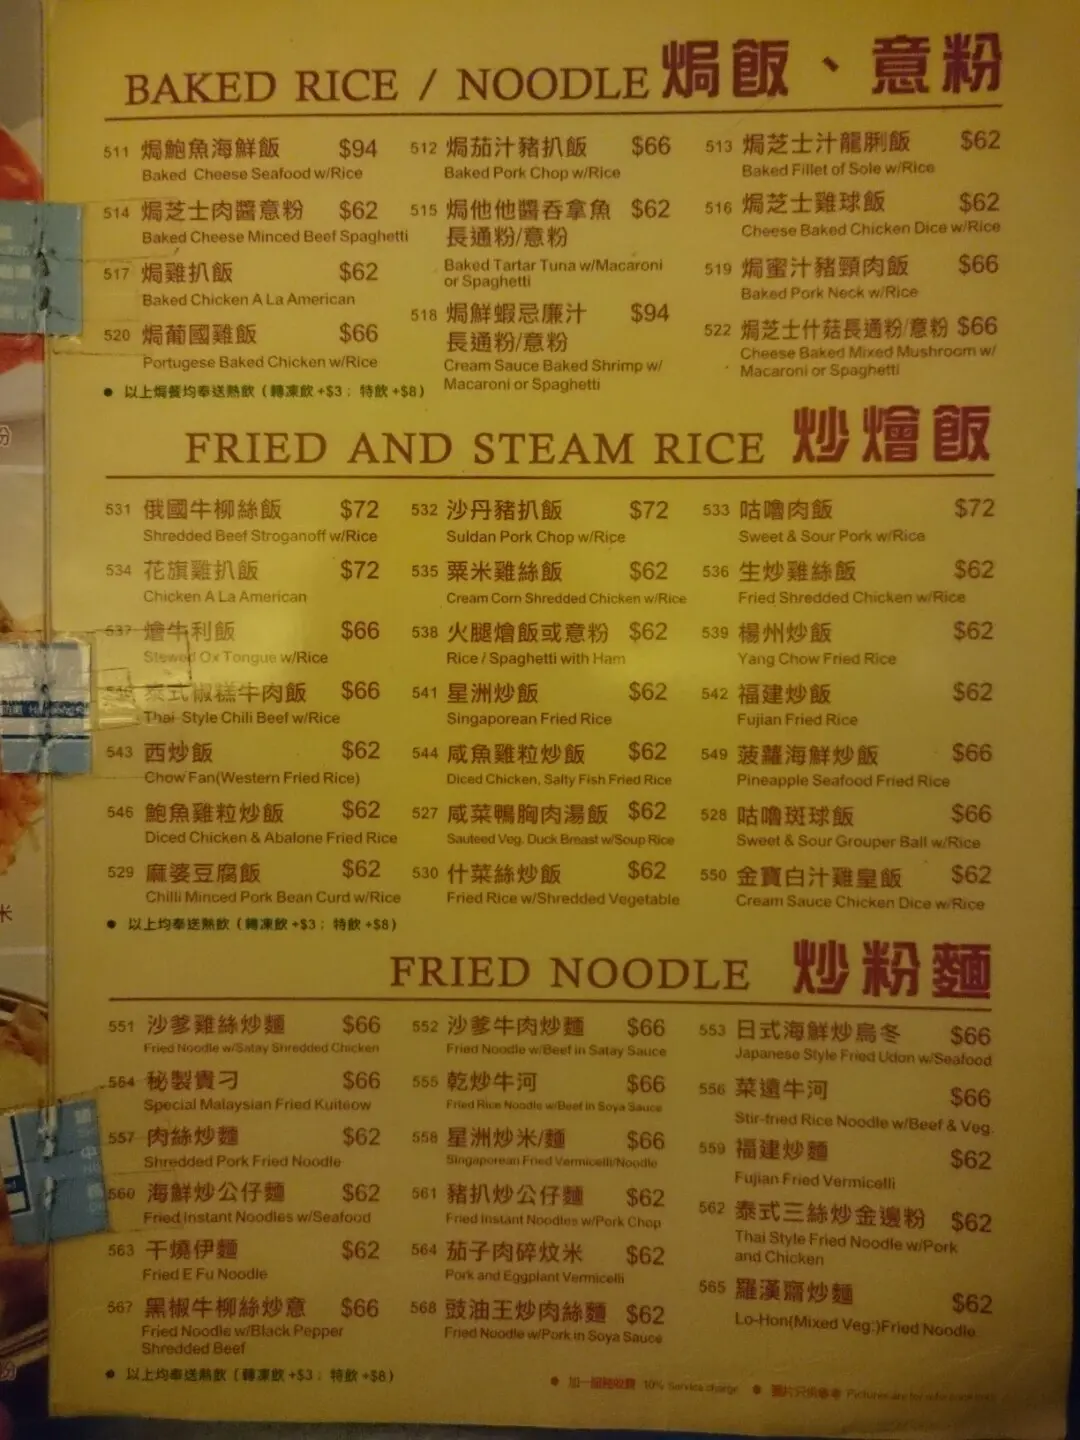 BAKED RICE / NOODLE 焗飯、意粉
511 焗鮑魚海鮮飯 $94
Baked Cheese Seafood w/Rice
512 焗茄汁豬扒飯 $66
Baked Pork Chop w/Rice
513 焗芝士汁龍脷飯 $62
Baked Fillet of Sole w/Rice
514 焗芝士肉醬意粉 $62
Baked Cheese Minced Beef Spaghetti
515 焗他他醬吞拿魚 $62
長通粉/意粉
Baked Tartar Tuna w/Macaroni
or Spaghetti
516 焗芝士雞球飯 $62
Cheese Baked Chicken Dice w/Rice
517 焗雞扒飯 $62
Baked Chicken A La American
518 焗鮮蝦忌廉汁 $94
長通粉/意粉
Cream Sauce Baked Shrimp w/
Macaroni or Spaghetti
519 焗蜜汁豬頸肉飯 $66
Baked Pork Neck w/Rice
520 焗葡國雞飯 $66
Portugese Baked Chicken w/Rice
522 焗芝士什菇長通粉/意粉 $66
Cheese Baked Mixed Mushroom w/
Macaroni or Spaghetti
● 以上焗餐均奉送熱飲 ( 轉凍飲 +$3 ; 特飲 +$8 )
FRIED AND STEAM RICE 炒燴飯
531 俄國牛柳絲飯 $72
Shredded Beef Stroganoff w/Rice
532 沙丹豬扒飯 $72
Suldan Pork Chop w/Rice
533 咕嚕肉飯 $72
Sweet & Sour Pork w/Rice
534 花旗雞扒飯 $72
Chicken A La American
535 粟米雞絲飯 $62
Cream Corn Shredded Chicken w/Rice
536 生炒雞絲飯 $62
Fried Shredded Chicken w/Rice
537 燴牛利飯 $66
Stewed Ox Tongue w/Rice
538 火腿燴飯或意粉 $62
Rice / Spaghetti with Ham
539 楊州炒飯 $62
Yang Chow Fried Rice
540 泰式椒糕牛肉飯 $66
Thai Style Chili Beef w/Rice
541 星洲炒飯 $62
Singaporean Fried Rice
542 福建炒飯 $62
Fujian Fried Rice
543 西炒飯 $62
Chow Fan(Western Fried Rice)
544 咸魚雞粒炒飯 $62
Diced Chicken, Salty Fish Fried Rice
549 菠蘿海鮮炒飯 $66
Pineapple Seafood Fried Rice
546 鮑魚雞粒炒飯 $62
Diced Chicken & Abalone Fried Rice
527 咸菜鴨胸肉湯飯 $62
Sauteed Veg. Duck Breast w/Soup Rice
528 咕嚕斑球飯 $66
Sweet & Sour Grouper Ball w/Rice
529 麻婆豆腐飯 $62
Chilli Minced Pork Bean Curd w/Rice
530 什菜絲炒飯 $62
Fried Rice w/Shredded Vegetable
550 金寶白汁雞皇飯 $62
Cream Sauce Chicken Dice w/Rice
● 以上均奉送熱飲 ( 轉凍飲 +$3 ; 特飲 +$8 )
FRIED NOODLE 炒粉麵
551 沙爹雞絲炒麵 $66
Fried Noodle w/Satay Shredded Chicken
552 沙爹牛肉炒麵 $66
Fried Noodle w/Beef in Satay Sauce
553 日式海鮮炒烏冬 $66
Japanese Style Fried Udon w/Seafood
554 秘製貴刁 $66
Special Malaysian Fried Kuiteow
555 乾炒牛河 $66
Fried Rice Noodle w/Beef in Soya Sauce
556 菜遠牛河 $66
Stir-fried Rice Noodle w/Beef & Veg.
557 肉絲炒麵 $62
Shredded Pork Fried Noodle
558 星洲炒米/麵 $66
Singaporean Fried Vermicelli/Noodle
559 福建炒麵 $62
Fujian Fried Vermicelli
560 海鮮炒公仔麵 $62
Fried Instant Noodles w/Seafood
561 豬扒炒公仔麵 $62
Fried Instant Noodles w/Pork Chop
562 泰式三絲炒金邊粉 $62
Thai Style Fried Noodle w/Pork
and Chicken
563 干燒伊麵 $62
Fried E Fu Noodle
564 茄子肉碎炆米 $62
Pork and Eggplant Vermicelli
565 羅漢齋炒麵 $62
Lo-Hon(Mixed Veg:)Fried Noodle
567 黑椒牛柳絲炒意 $66
Fried Noodle w/Black Pepper
Shredded Beef
568 豉油王炒肉絲麵 $62
Fried Noodle w/Pork in Soya Sauce
● 以上均奉送熱飲 ( 轉凍飲 +$3 ; 特飲 +$8 )
● 加一服務費 10% Service charge ● 圖片只供參考 Pictures are for